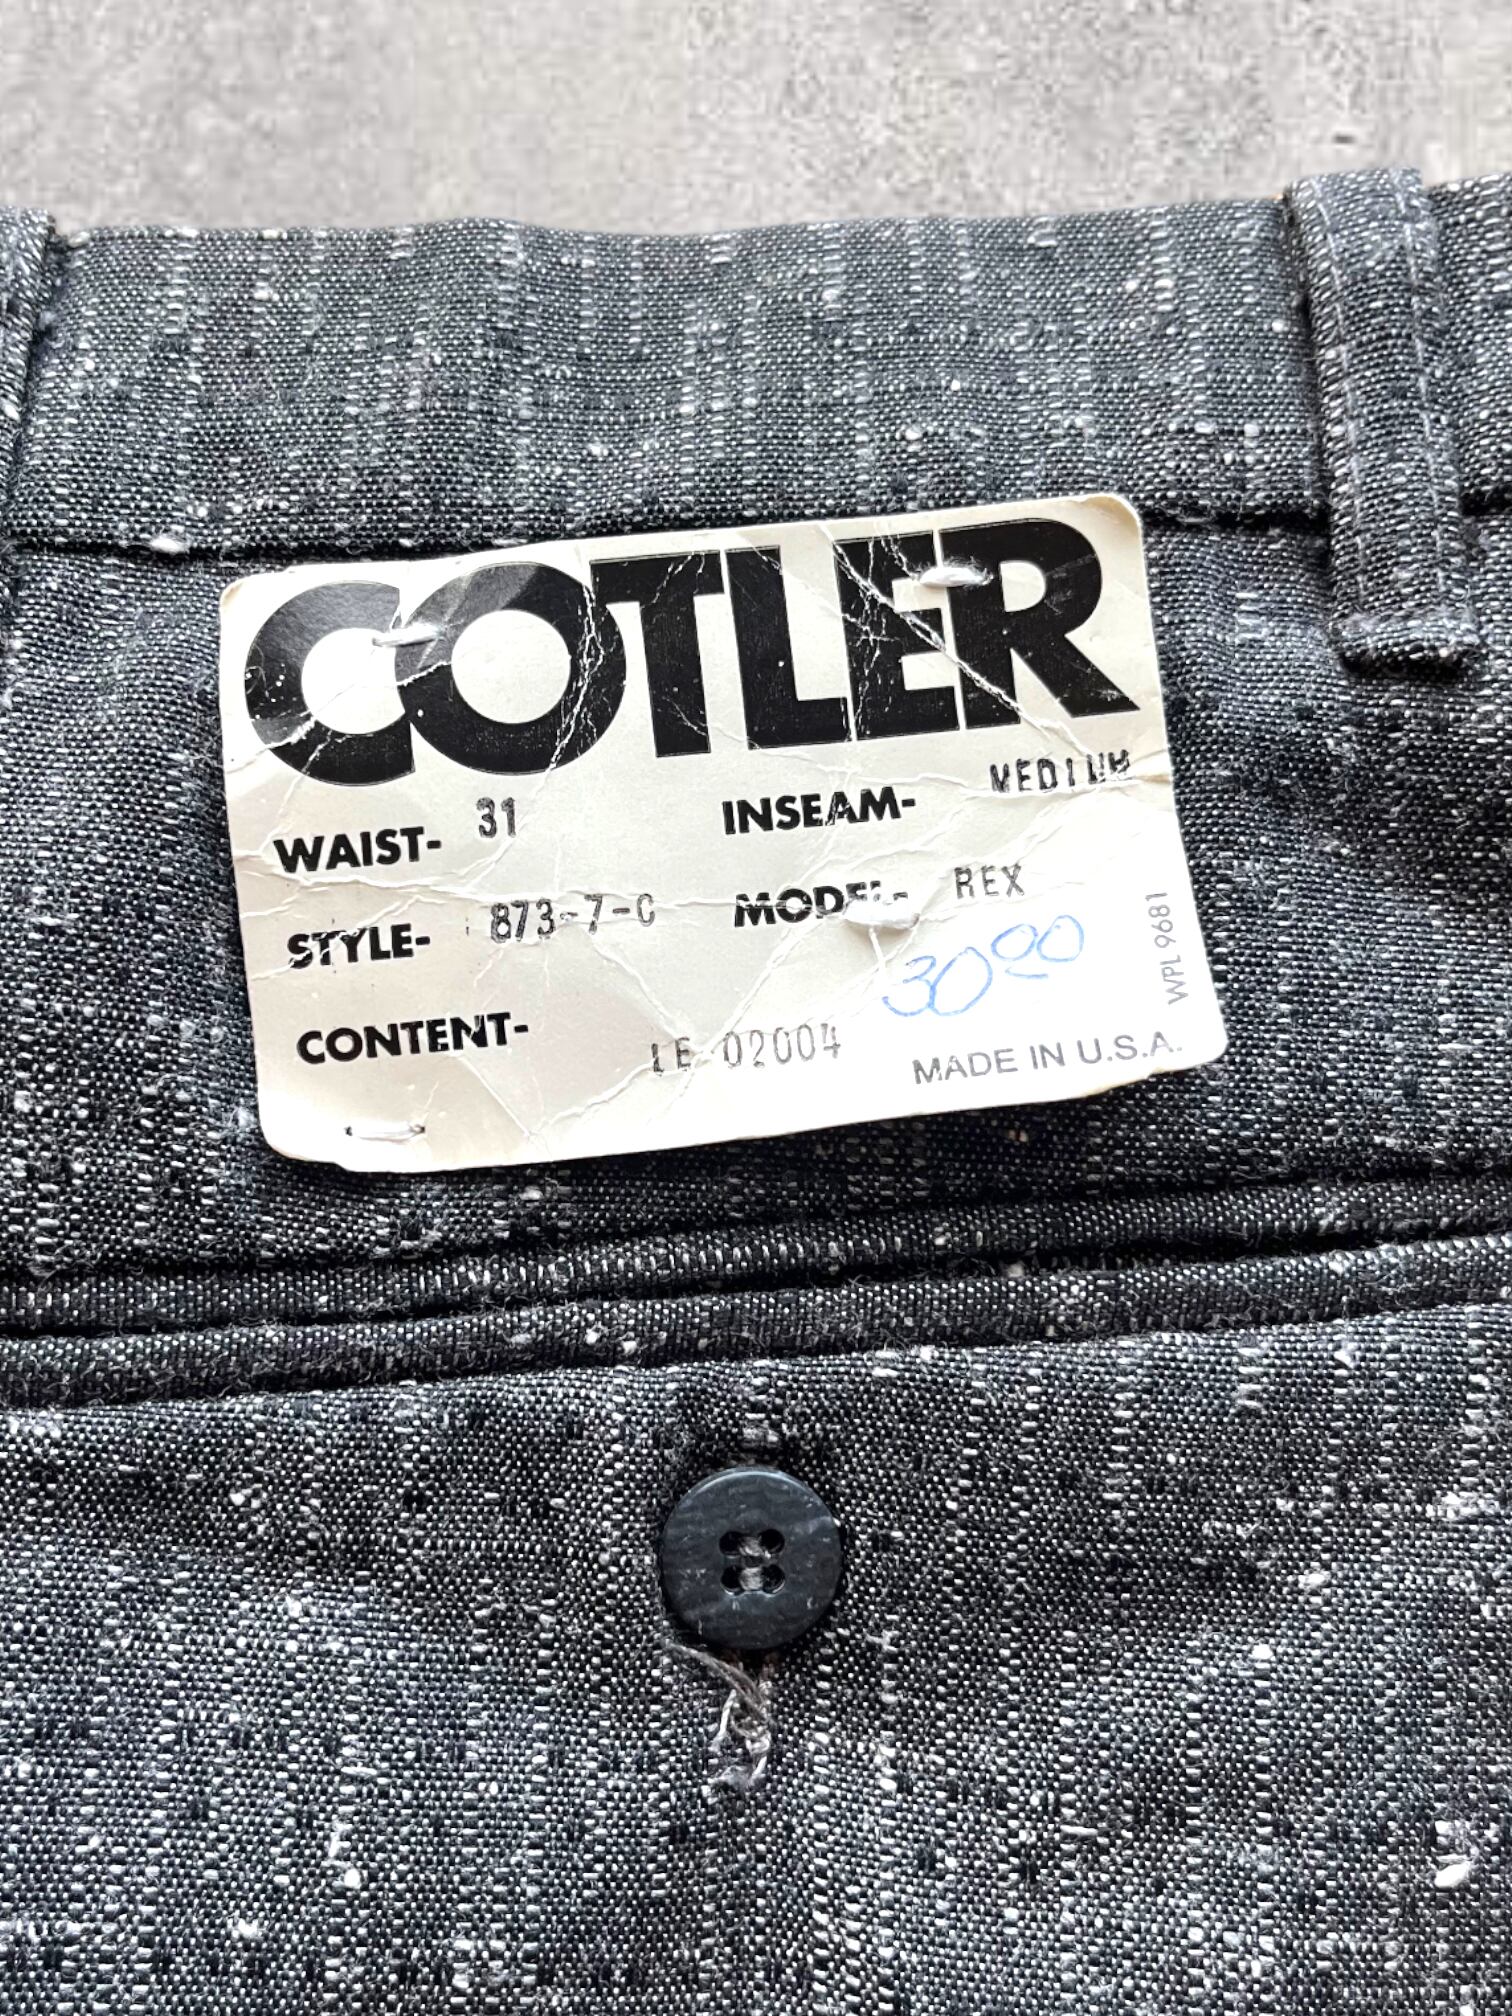 COTLER
WAIST- 31 INSEAM- MEDIUM
STYLE- 873-7-C MODEL- REX
30 00
CONTENT- LE 02004
MADE IN U.S.A.
WPL 9681